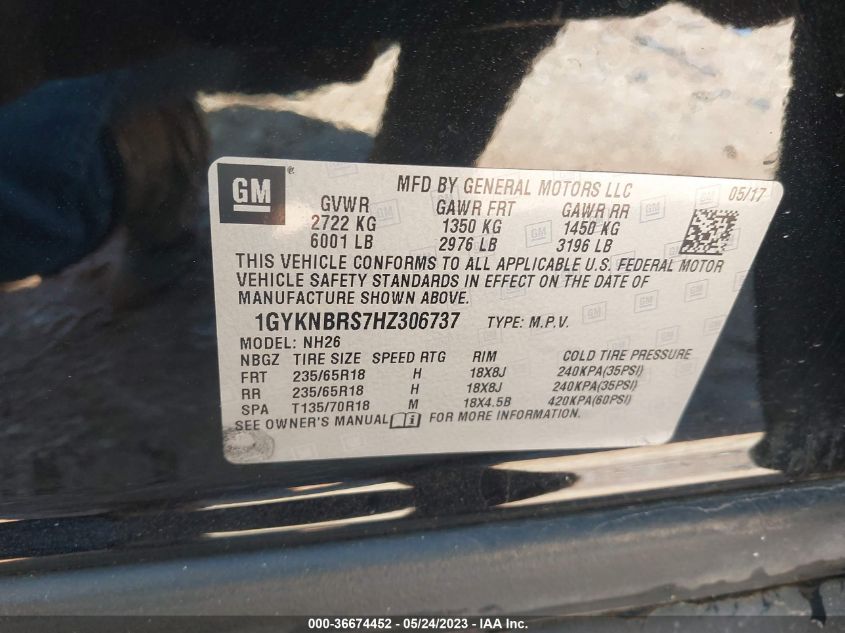 GM ®
MFD BY GENERAL MOTORS LLC 05/17
GVWR GAWR FRT GAWR RR
2722 KG 1350 KG 1450 KG
6001 LB 2976 LB 3196 LB
THIS VEHICLE CONFORMS TO ALL APPLICABLE U.S. FEDERAL MOTOR
VEHICLE SAFETY STANDARDS IN EFFECT ON THE DATE OF
MANUFACTURE SHOWN ABOVE.
1GYKNBRS7HZ306737 TYPE: M.P.V.
MODEL: NH26
NBGZ TIRE SIZE SPEED RTG RIM COLD TIRE PRESSURE
FRT 235/65R18 H 18X8J 240KPA(35PSI)
RR 235/65R18 H 18X8J 240KPA(35PSI)
SPA T135/70R18 M 18X4.5B 420KPA(60PSI)
SEE OWNER'S MANUAL FOR MORE INFORMATION.
000-36674452 - 05/24/2023 - IAA Inc.